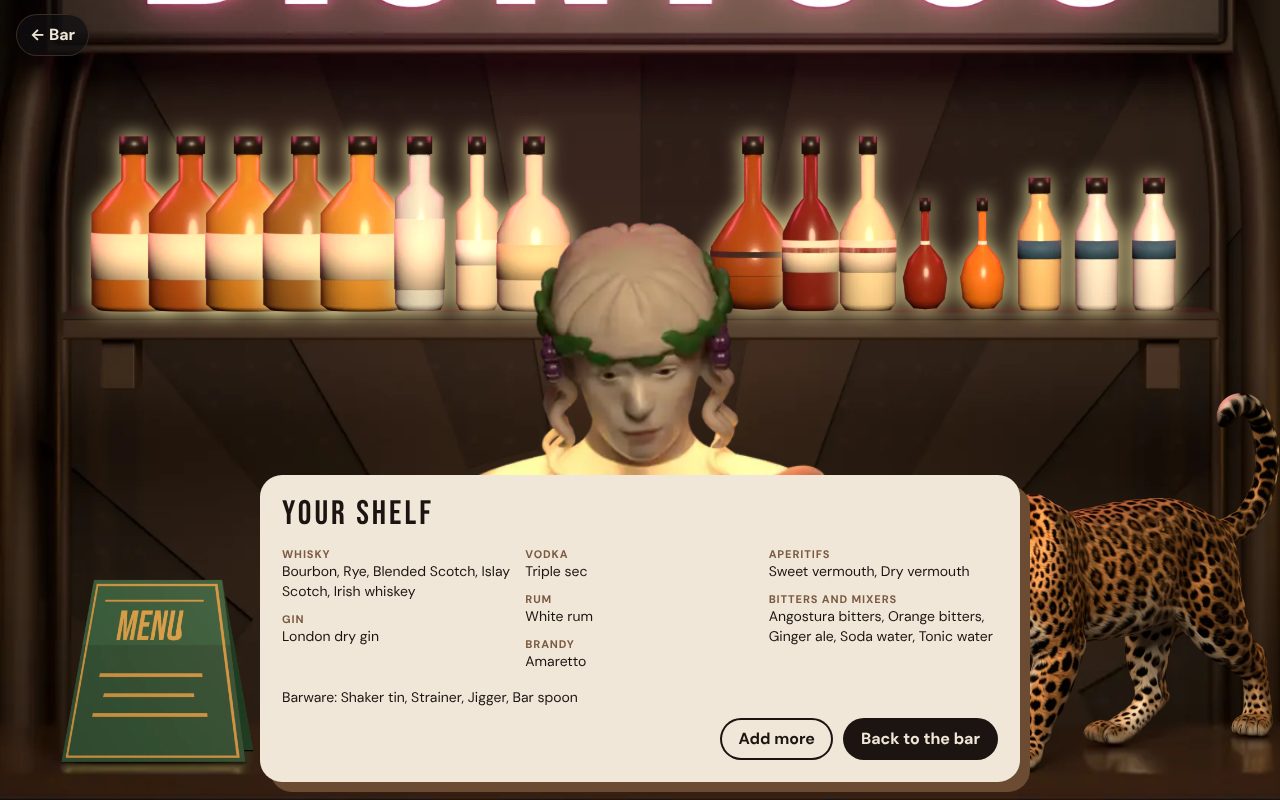 ← Bar
YOUR SHELF
WHISKY
Bourbon, Rye, Blended Scotch, Islay
Scotch, Irish whiskey
GIN
London dry gin
VODKA
Triple sec
RUM
White rum
BRANDY
Amaretto
APERITIFS
Sweet vermouth, Dry vermouth
BITTERS AND MIXERS
Angostura bitters, Orange bitters,
Ginger ale, Soda water, Tonic water
Barware: Shaker tin, Strainer, Jigger, Bar spoon
Add more
Back to the bar
MENU